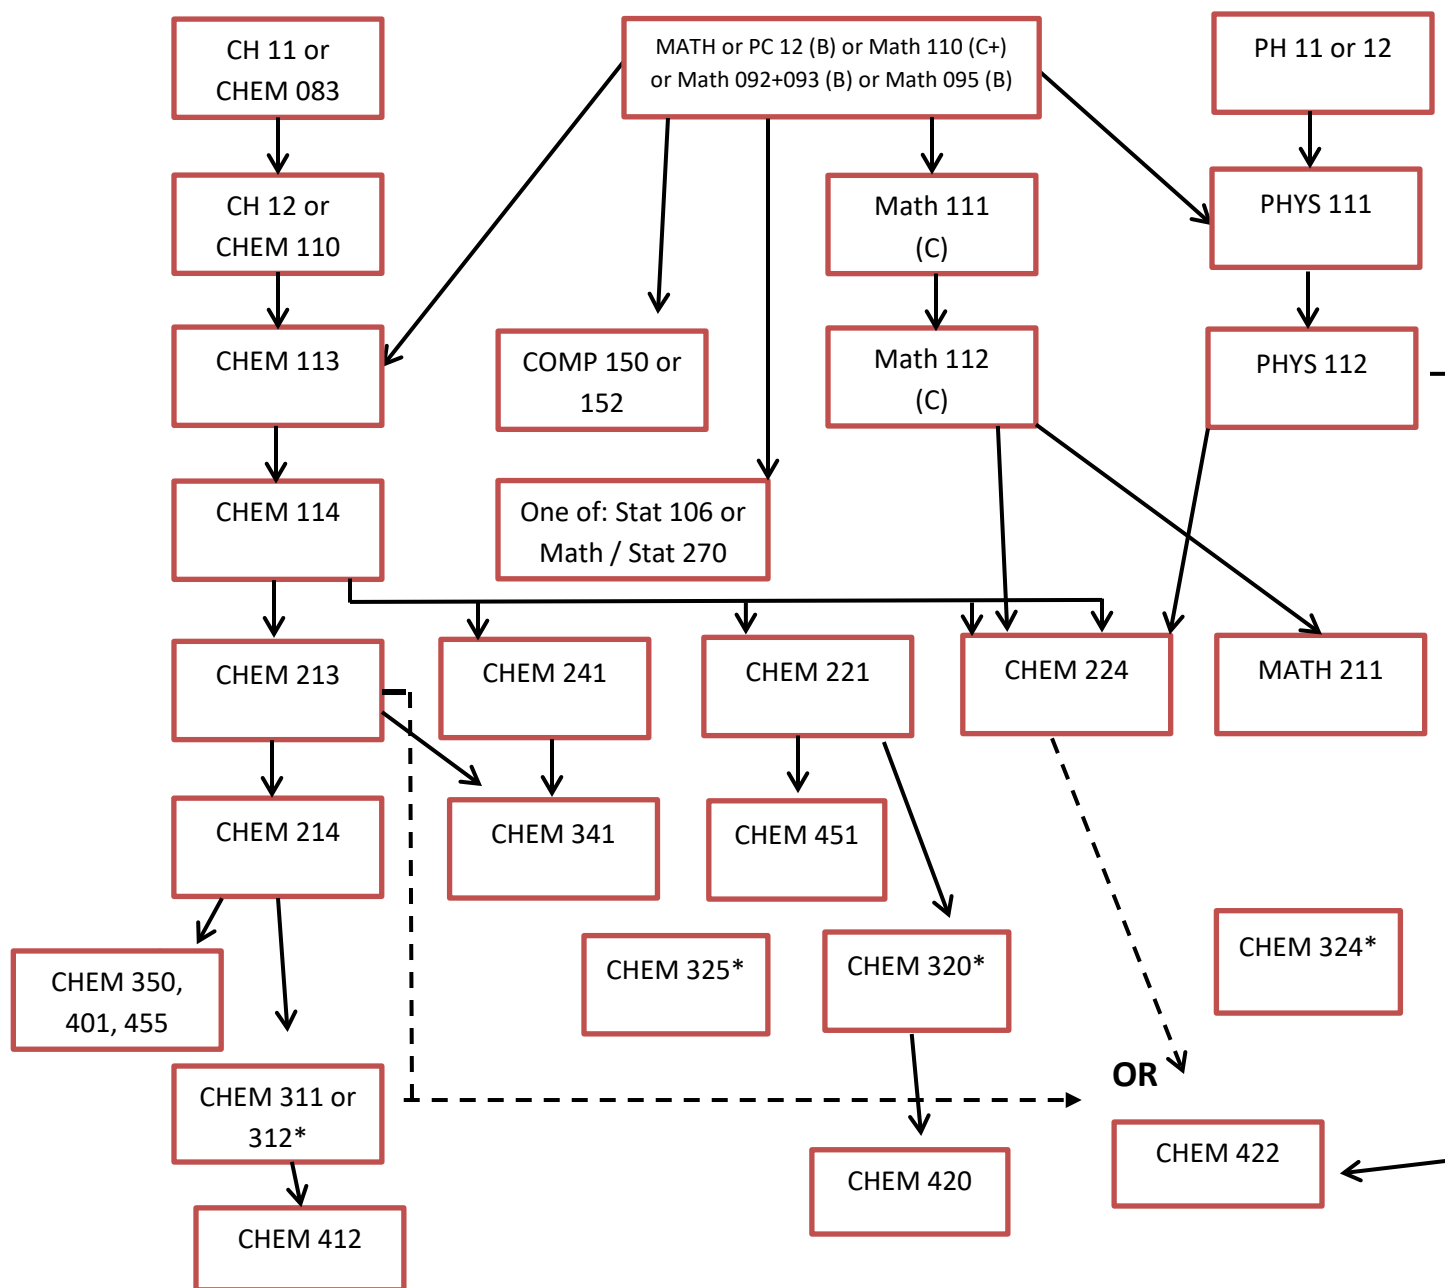 CH 11 or
CHEM 083
MATH or PC 12 (B) or Math 110 (C+)
or Math 092+093 (B) or Math 095 (B)
PH 11 or 12
CH 12 or
CHEM 110
Math 111
(C)
PHYS 111
CHEM 113
COMP 150 or
152
Math 112
(C)
PHYS 112
CHEM 114
One of: Stat 106 or
Math / Stat 270
CHEM 213
CHEM 241
CHEM 221
CHEM 224
MATH 211
CHEM 214
CHEM 341
CHEM 451
CHEM 350,
401, 455
CHEM 325*
CHEM 320*
CHEM 324*
CHEM 311 or
312*
OR
CHEM 420
CHEM 422
CHEM 412